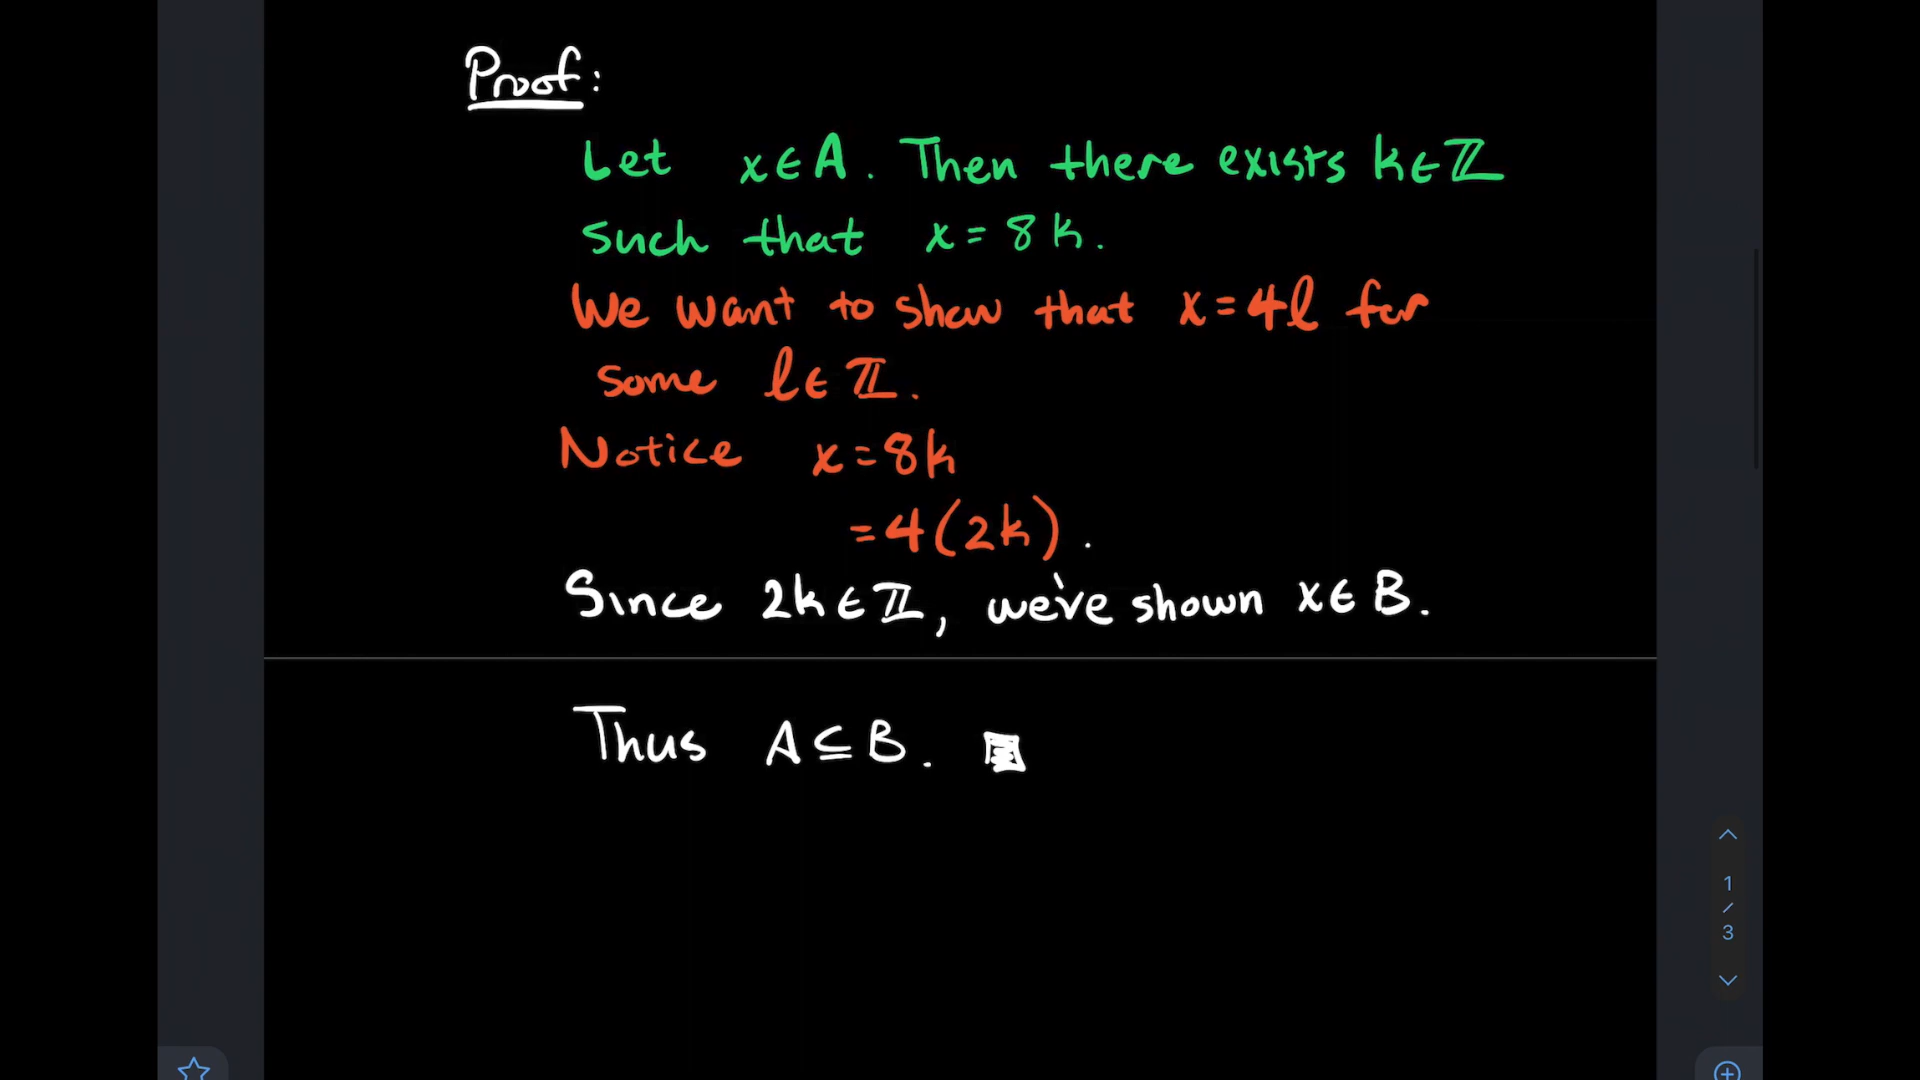 Proof:
Let x∈A. Then there exists k∈ℤ
such that x=8k.
We want to show that x=4ℓ for
some ℓ∈ℤ.
Notice x=8k
=4(2k).
Since 2k∈ℤ, we've shown x∈B.
Thus A⊆B.
1
/
3